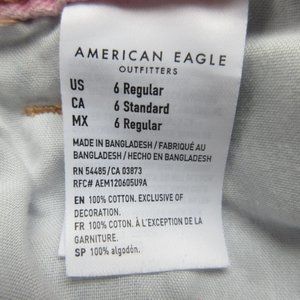 AMERICAN EAGLE
OUTFITTERS
US 6 Regular
CA 6 Standard
MX 6 Regular
MADE IN BANGLADESH / FABRIQUÉ AU
BANGLADESH / HECHO EN BANGLADESH
RN 54485/CA 03873
RFC# AEM120605U9A
EN 100% COTTON. EXCLUSIVE OF
DECORATION.
FR 100% COTON. À L'EXCEPTION DE LA
GARNITURE.
SP 100% algodón.